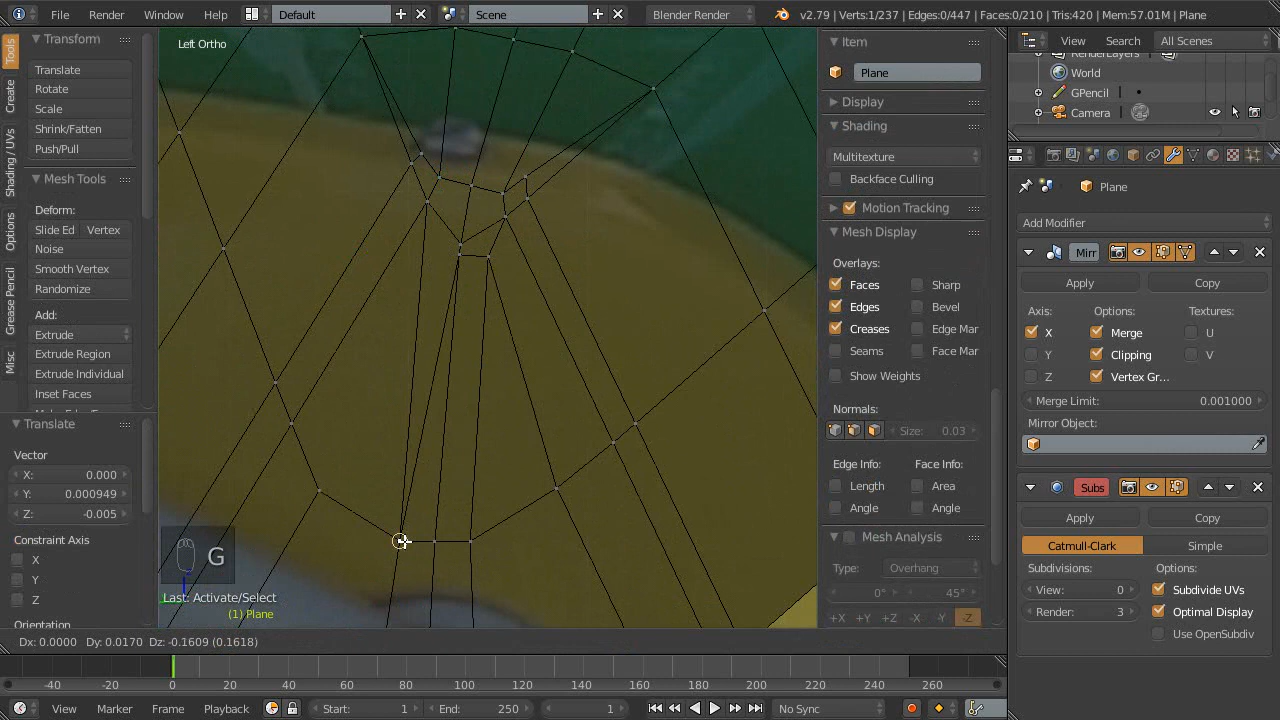 File Render Window Help Default Scene Blender Render v2.79 | Verts:1/237 | Edges:0/447 | Faces:0/210 | Tris:420 | Mem:57.01M | Plane
Tools
Create
Shading / UVs
Options
Grease Pencil
Misc
Transform
Translate
Rotate
Scale
Shrink/Fatten
Push/Pull
Mesh Tools
Deform:
Slide Ed Vertex
Noise
Smooth Vertex
Randomize
Add:
Extrude
Extrude Region
Extrude Individual
Inset Faces
Translate
Vector
X: 0.000
Y: 0.000949
Z: -0.005
Constraint Axis
X
Y
Z
Orientation
Left Ortho
G
Last: Activate/Select
(1) Plane
Dx: 0.0000 Dy: 0.0170 Dz: -0.1609 (0.1618)
Item
Plane
Display
Shading
Multitexture
Backface Culling
Motion Tracking
Mesh Display
Overlays:
Faces Sharp
Edges Bevel
Creases Edge Mar
Seams Face Mar
Show Weights
Normals:
Size: 0.03
Edge Info: Face Info:
Length Area
Angle Angle
Mesh Analysis
Type: Overhang
0° 45°
+X +Y +Z -X -Y -Z
View Search All Scenes
RenderLayers
World
GPencil
Camera
Plane
Add Modifier
Mirr
Apply Copy
Axis: Options: Textures:
X Merge U
Y Clipping V
Z Vertex Gr...
Merge Limit: 0.001000
Mirror Object:
Subs
Apply Copy
Catmull-Clark Simple
Subdivisions: Options:
View: 0 Subdivide UVs
Render: 3 Optimal Display
Use OpenSubdiv
-40 -20 0 20 40 60 80 100 120 140 160 180 200 220 240 260
View Marker Frame Playback Start: 1 End: 250 1 No Sync